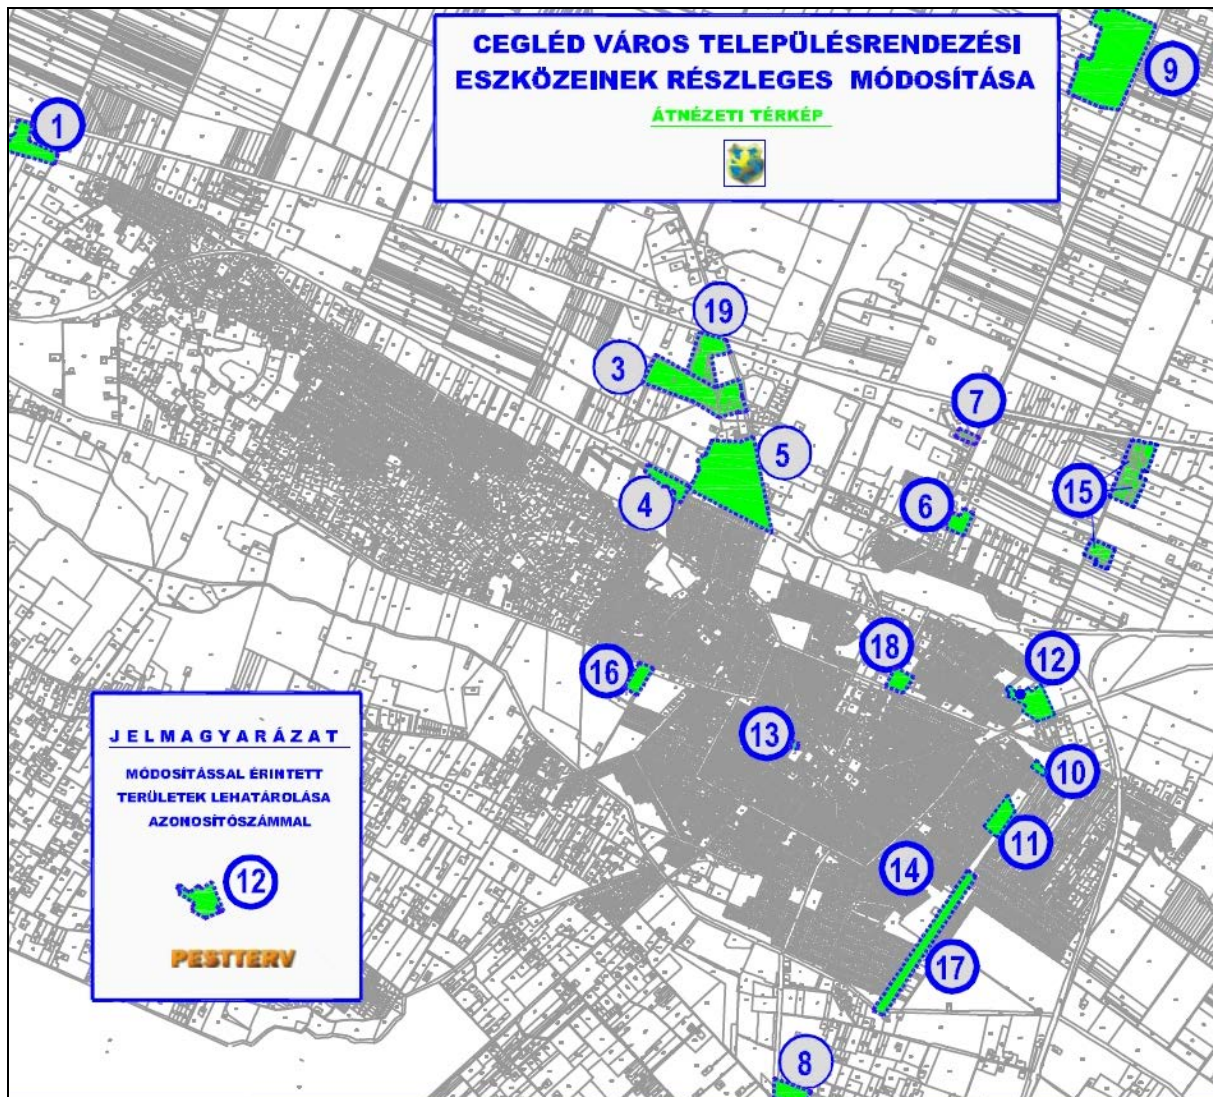 CEGLÉD VÁROS TELEPÜLÉSRENDEZÉSI
ESZKÖZEINEK RÉSZLEGES MÓDOSÍTÁSA
ÁTNÉZETI TÉRKÉP
9
1
19
3
7
5
4
6
15
18
12
16
13
10
11
14
17
8
JELMAGYARÁZAT
MÓDOSÍTÁSSAL ÉRINTETT
TERÜLETEK LEHATÁROLÁSA
AZONOSÍTÓSZÁMMAL
12
PESTTERV